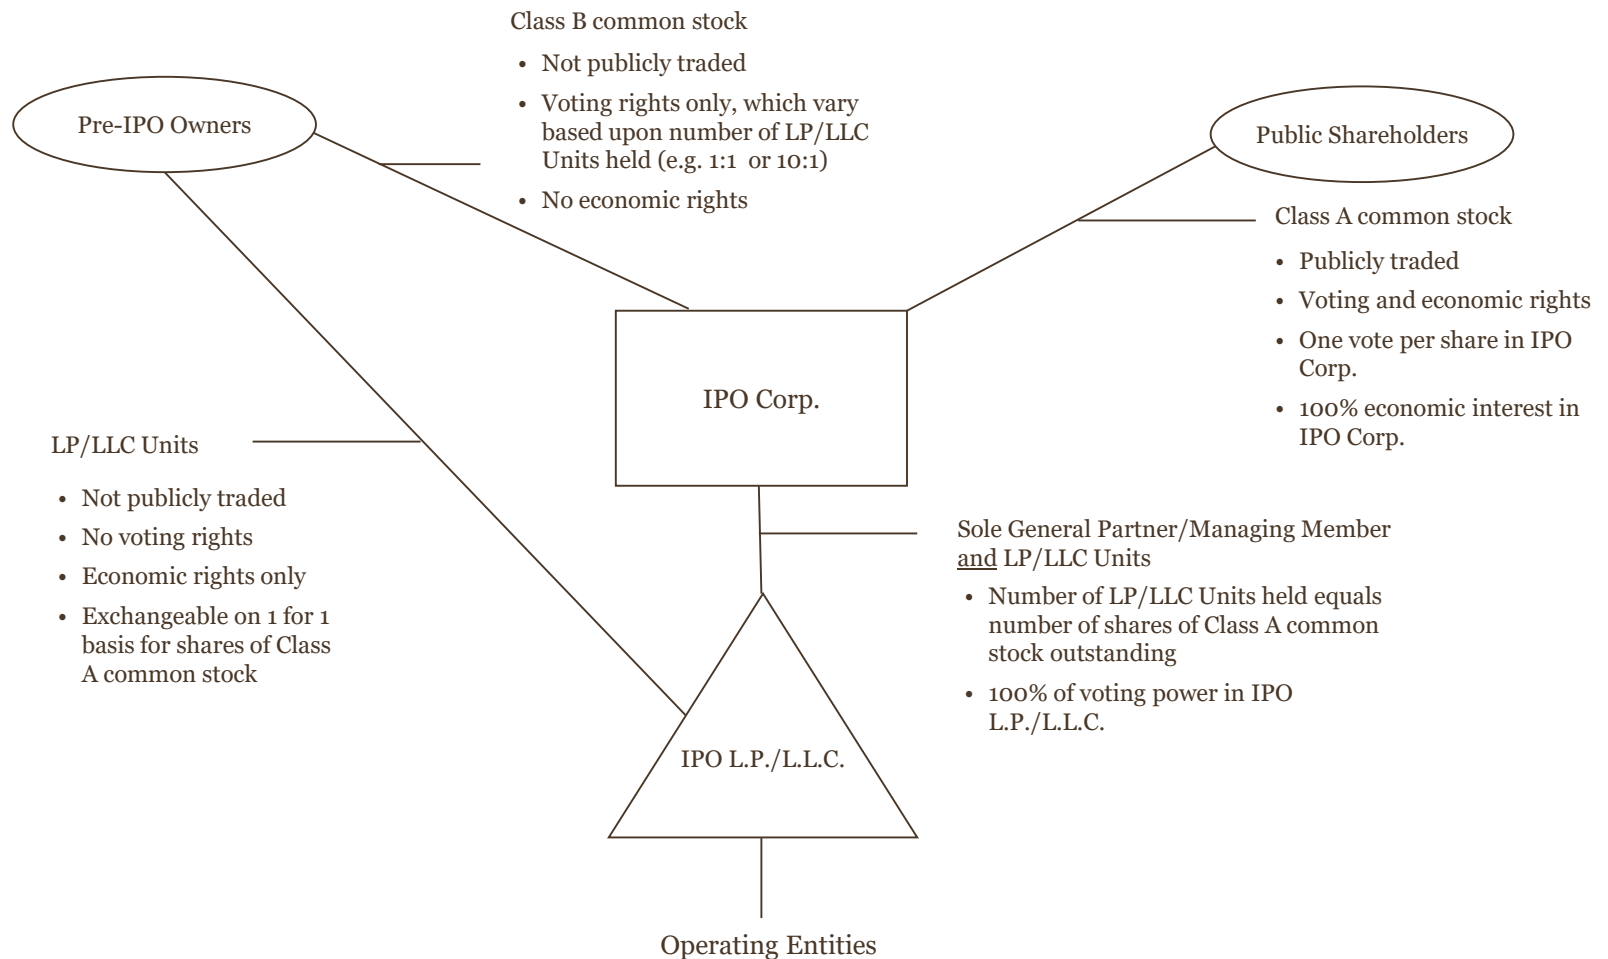 Class B common stock
• Not publicly traded
• Voting rights only, which vary
based upon number of LP/LLC
Units held (e.g. 1:1 or 10:1)
• No economic rights
Pre-IPO Owners
Public Shareholders
Class A common stock
• Publicly traded
• Voting and economic rights
• One vote per share in IPO
Corp.
• 100% economic interest in
IPO Corp.
IPO Corp.
LP/LLC Units
• Not publicly traded
• No voting rights
• Economic rights only
• Exchangeable on 1 for 1
basis for shares of Class
A common stock
Sole General Partner/Managing Member
and LP/LLC Units
• Number of LP/LLC Units held equals
number of shares of Class A common
stock outstanding
• 100% of voting power in IPO
L.P./L.L.C.
IPO L.P./L.L.C.
Operating Entities